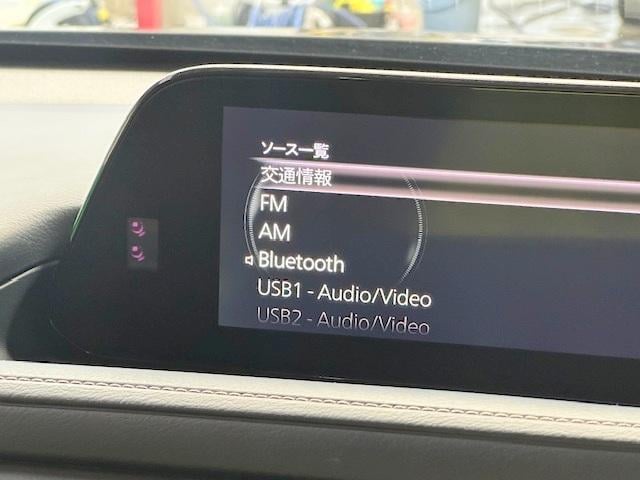 ソース一覧
交通情報
FM
AM
Bluetooth
USB1 - Audio/Video
USB2 - Audio/Video